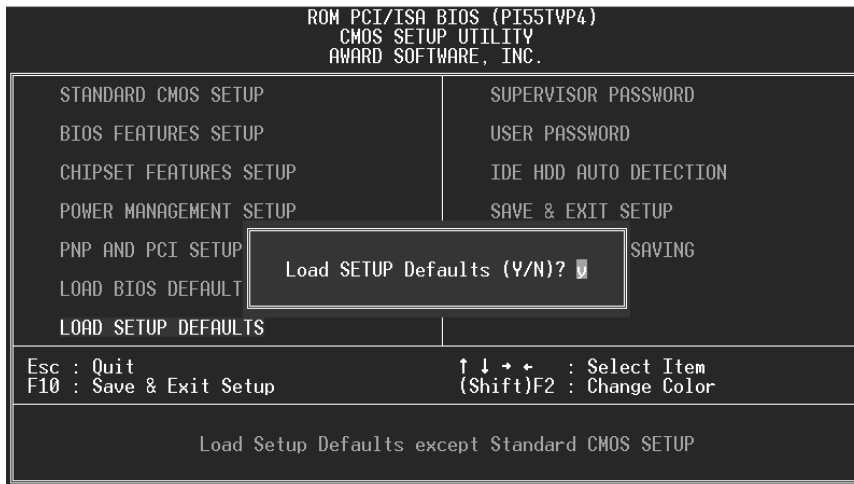 ROM PCI/ISA BIOS (PI55TVP4)
CMOS SETUP UTILITY
AWARD SOFTWARE, INC.
STANDARD CMOS SETUP
BIOS FEATURES SETUP
CHIPSET FEATURES SETUP
POWER MANAGEMENT SETUP
PNP AND PCI SETUP
LOAD BIOS DEFAULT
LOAD SETUP DEFAULTS
SUPERVISOR PASSWORD
USER PASSWORD
IDE HDD AUTO DETECTION
SAVE & EXIT SETUP
SAVING
Load SETUP Defaults (Y/N)? y
Esc : Quit
F10 : Save & Exit Setup
↑ ↓ → ← : Select Item
(Shift)F2 : Change Color
Load Setup Defaults except Standard CMOS SETUP